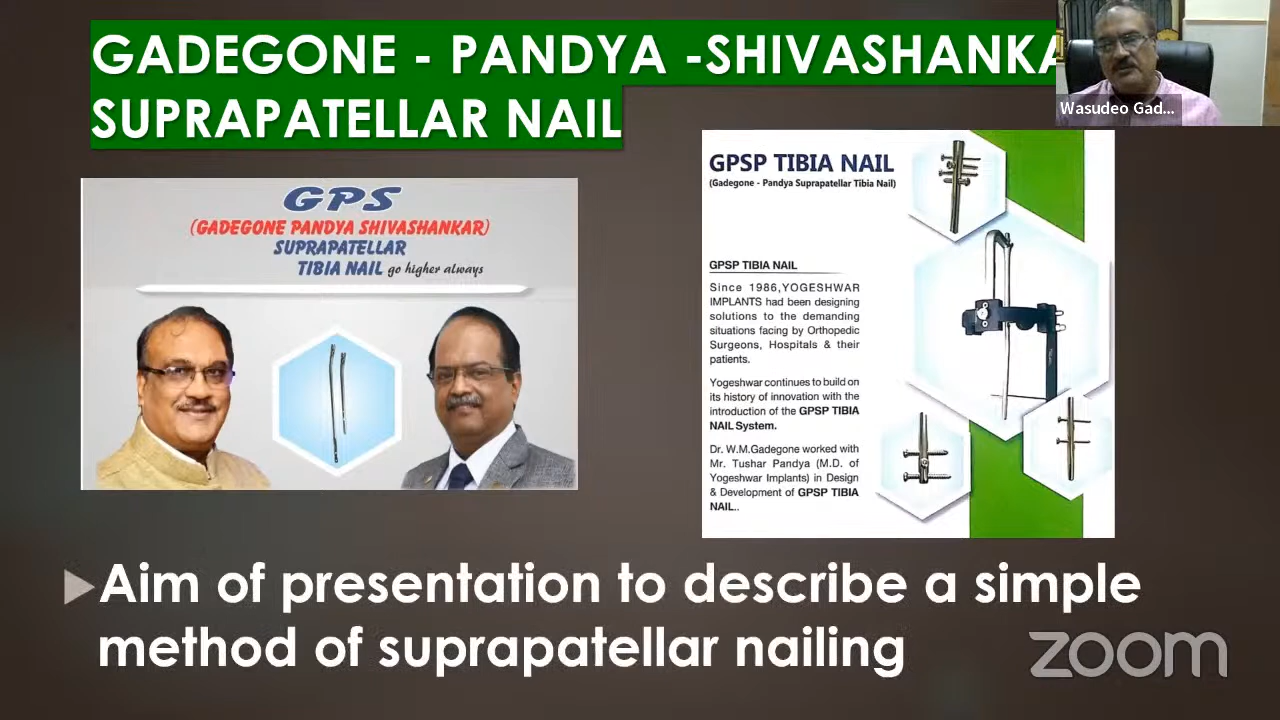 GADEGONE - PANDYA -SHIVASHANKA
SUPRAPATELLAR NAIL
Wasudeo Gad...
GPS
(GADEGONE PANDYA SHIVASHANKAR)
SUPRAPATELLAR
TIBIA NAIL go higher always
GPSP TIBIA NAIL
(Gadegone - Pandya Suprapatellar Tibia Nail)
GPSP TIBIA NAIL
Since 1986,YOGESHWAR
IMPLANTS had been designing
solutions to the demanding
situations facing by Orthopedic
Surgeons, Hospitals & their
patients.
Yogeshwar continues to build on
its history of innovation with the
introduction of the GPSP TIBIA
NAIL System.
Dr. W.M.Gadegone worked with
Mr. Tushar Pandya (M.D. of
Yogeshwar Implants) in Design
& Development of GPSP TIBIA
NAIL..
Aim of presentation to describe a simple
method of suprapatellar nailing
zoom